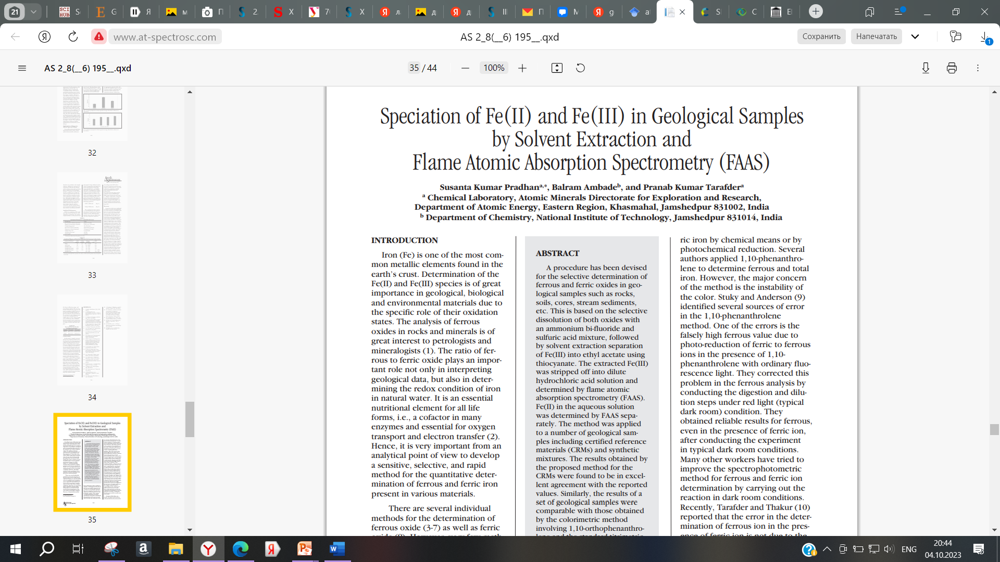 21
S
G
Я
м
П
2
X
7(
X
л
д
д
II
П
М
g
a
S
C
E
www.at-spectrosc.com
AS 2_8(__6) 195__.qxd
Сохранить
Напечатать
1
AS 2_8(__6) 195__.qxd
35 / 44
100%
32
33
34
35
Speciation of Fe(II) and Fe(III) in Geological Samples
by Solvent Extraction and
Flame Atomic Absorption Spectrometry (FAAS)
Susanta Kumar Pradhanᵃ,*, Balram Ambadeᵇ, and Pranab Kumar Tarafderᵃ
ᵃ Chemical Laboratory, Atomic Minerals Directorate for Exploration and Research,
Department of Atomic Energy, Eastern Region, Khasmahal, Jamshedpur 831002, India
ᵇ Department of Chemistry, National Institute of Technology, Jamshedpur 831014, India
INTRODUCTION
Iron (Fe) is one of the most com-
mon metallic elements found in the
earth's crust. Determination of the
Fe(II) and Fe(III) species is of great
importance in geological, biological
and environmental materials due to
the specific role of their oxidation
states. The analysis of ferrous
oxides in rocks and minerals is of
great interest to petrologists and
mineralogists (1). The ratio of fer-
rous to ferric oxide plays an impor-
tant role not only in interpreting
geological data, but also in deter-
mining the redox condition of iron
in natural water. It is an essential
nutritional element for all life
forms, i.e., a cofactor in many
enzymes and essential for oxygen
transport and electron transfer (2).
Hence, it is very important from an
analytical point of view to develop
a sensitive, selective, and rapid
method for the quantitative deter-
mination of ferrous and ferric iron
present in various materials.
There are several individual
methods for the determination of
ferrous oxide (3-7) as well as ferric
ABSTRACT
A procedure has been devised
for the selective determination of
ferrous and ferric oxides in geo-
logical samples such as rocks,
soils, cores, stream sediments,
etc. This is based on the selective
dissolution of both oxides with
an ammonium bi-fluoride and
sulfuric acid mixture, followed
by solvent extraction separation
of Fe(III) into ethyl acetate using
thiocyanate. The extracted Fe(III)
was stripped off into dilute
hydrochloric acid solution and
determined by flame atomic
absorption spectrometry (FAAS).
Fe(II) in the aqueous solution
was determined by FAAS sepa-
rately. The method was applied
to a number of geological sam-
ples including certified reference
materials (CRMs) and synthetic
mixtures. The results obtained by
the proposed method for the
CRMs were found to be in excel-
lent agreement with the reported
values. Similarly, the results of a
set of geological samples were
comparable with those obtained
by the colorimetric method
involving 1,10-orthophenanthro-
ric iron by chemical means or by
photochemical reduction. Several
authors applied 1,10-phenanthro-
lene to determine ferrous and total
iron. However, the major concern
of the method is the instability of
the color. Stuky and Anderson (9)
identified several sources of error
in the 1,10-phenanthrolene
method. One of the errors is the
falsely high ferrous value due to
photo-reduction of ferric to ferrous
ions in the presence of 1,10-
phenanthrolene with ordinary fluo-
rescence light. They corrected this
problem in the ferrous analysis by
conducting the digestion and dilu-
tion steps under red light (typical
dark room) condition. They
obtained reliable results for ferrous,
even in the presence of ferric ion,
after conducting the experiment
in typical dark room conditions.
Many other workers have tried to
improve the spectrophotometric
method for ferrous and ferric ion
determination by carrying out the
reaction in dark room conditions.
Recently, Tarafder and Thakur (10)
reported that the error in the deter-
mination of ferrous ion in the pres-
ence of ferric ion is not due to the
ENG
20:44
04.10.2023